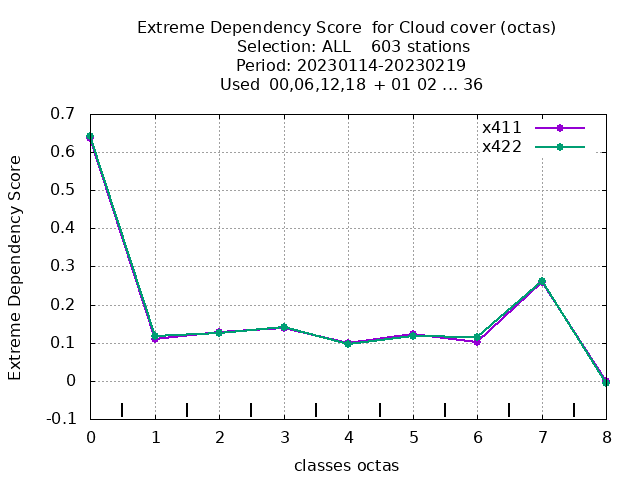 Extreme Dependency Score for Cloud cover (octas)
Selection: ALL 603 stations
Period: 20230114-20230219
Used 00,06,12,18 + 01 02 ... 36
x411
x422
Extreme Dependency Score
0.7
0.6
0.5
0.4
0.3
0.2
0.1
0
-0.1
0 1 2 3 4 5 6 7 8
classes octas